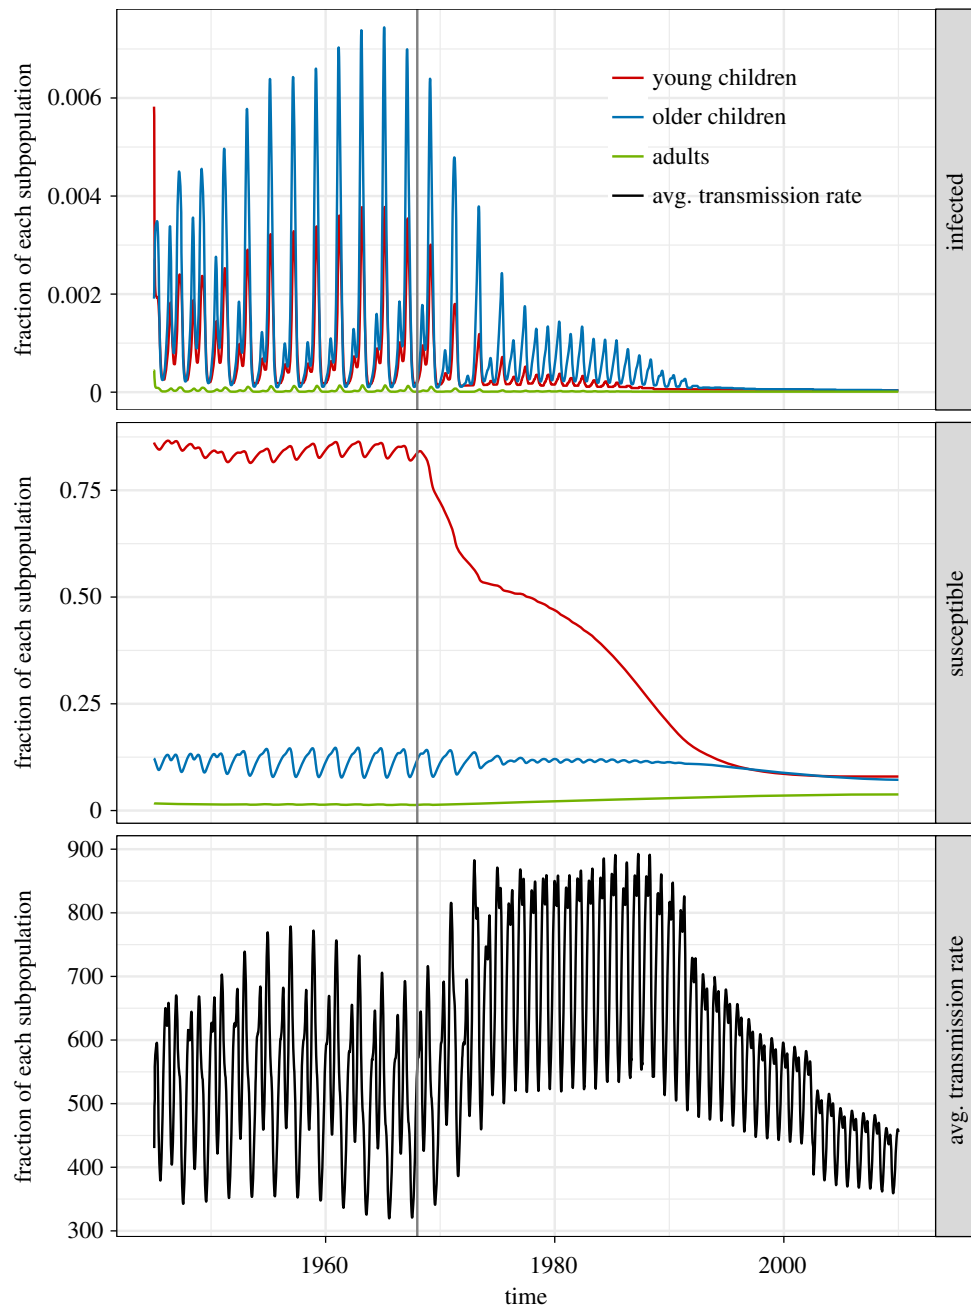 fraction of each subpopulation
0.006
0.004
0.002
0
young children
older children
adults
avg. transmission rate
infected
fraction of each subpopulation
0.75
0.50
0.25
0
susceptible
fraction of each subpopulation
900
800
700
600
500
400
300
avg. transmission rate
1960
1980
2000
time